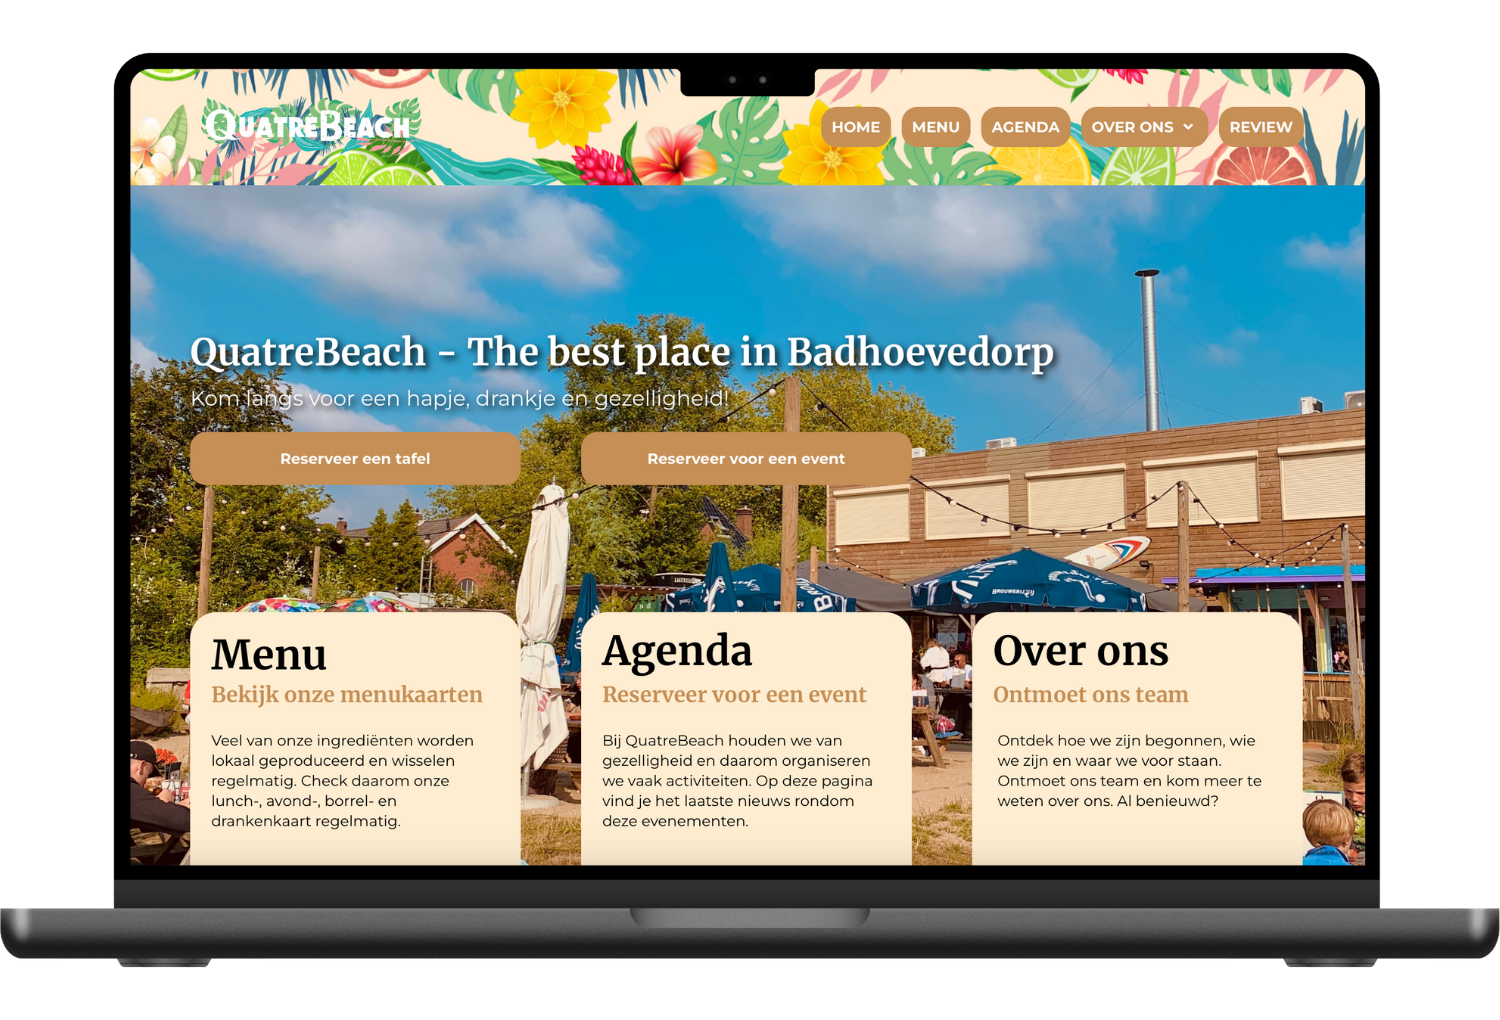 QUATREBEACH
HOME MENU AGENDA OVER ONS REVIEW
QuatreBeach - The best place in Badhoevedorp
Kom langs voor een hapje, drankje en gezelligheid!
Reserveer een tafel Reserveer voor een event
BROUWERIJ
Menu
Bekijk onze menukaarten
Veel van onze ingrediënten worden
lokaal geproduceerd en wisselen
regelmatig. Check daarom onze
lunch-, avond-, borrel- en
drankenkaart regelmatig.
Agenda
Reserveer voor een event
Bij QuatreBeach houden we van
gezelligheid en daarom organiseren
we vaak activiteiten. Op deze pagina
vind je het laatste nieuws rondom
deze evenementen.
Over ons
Ontmoet ons team
Ontdek hoe we zijn begonnen, wie
we zijn en waar we voor staan.
Ontmoet ons team en kom meer te
weten over ons. Al benieuwd?